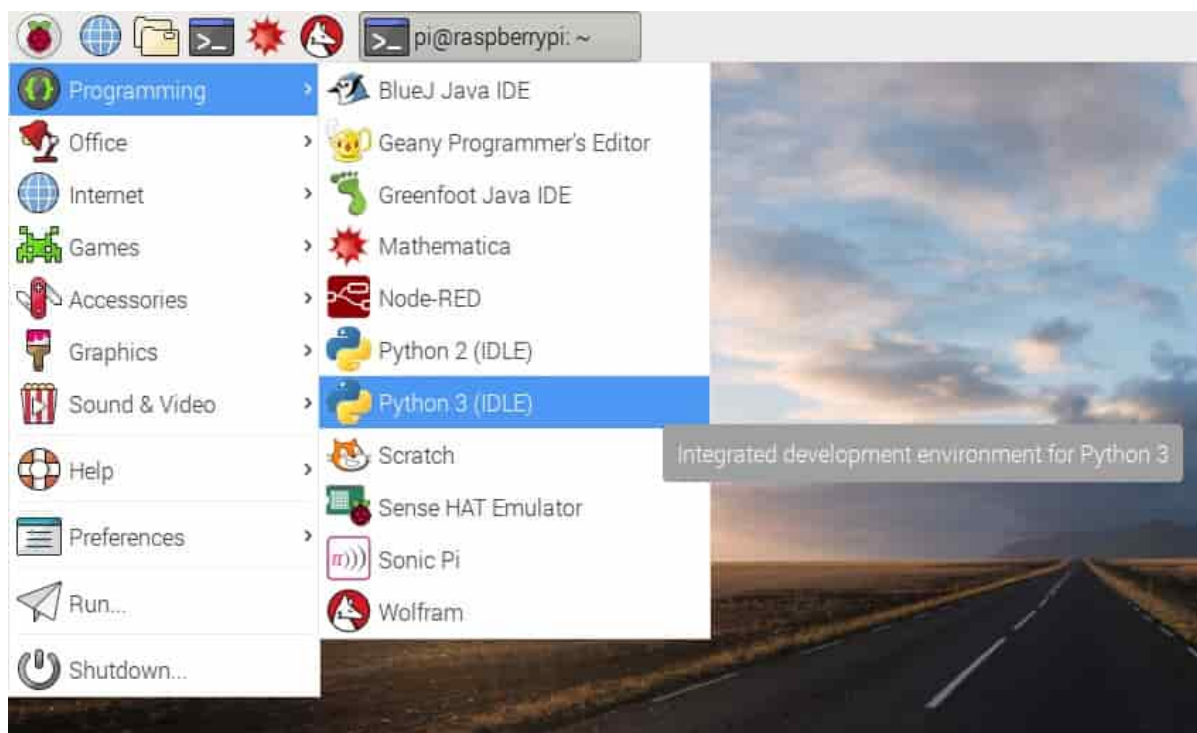 pi@raspberrypi: ~
Programming
Office
Internet
Games
Accessories
Graphics
Sound & Video
Help
Preferences
Run...
Shutdown...
BlueJ Java IDE
Geany Programmer's Editor
Greenfoot Java IDE
Mathematica
Node-RED
Python 2 (IDLE)
Python 3 (IDLE)
Scratch
Sense HAT Emulator
Sonic Pi
Wolfram
Integrated development environment for Python 3